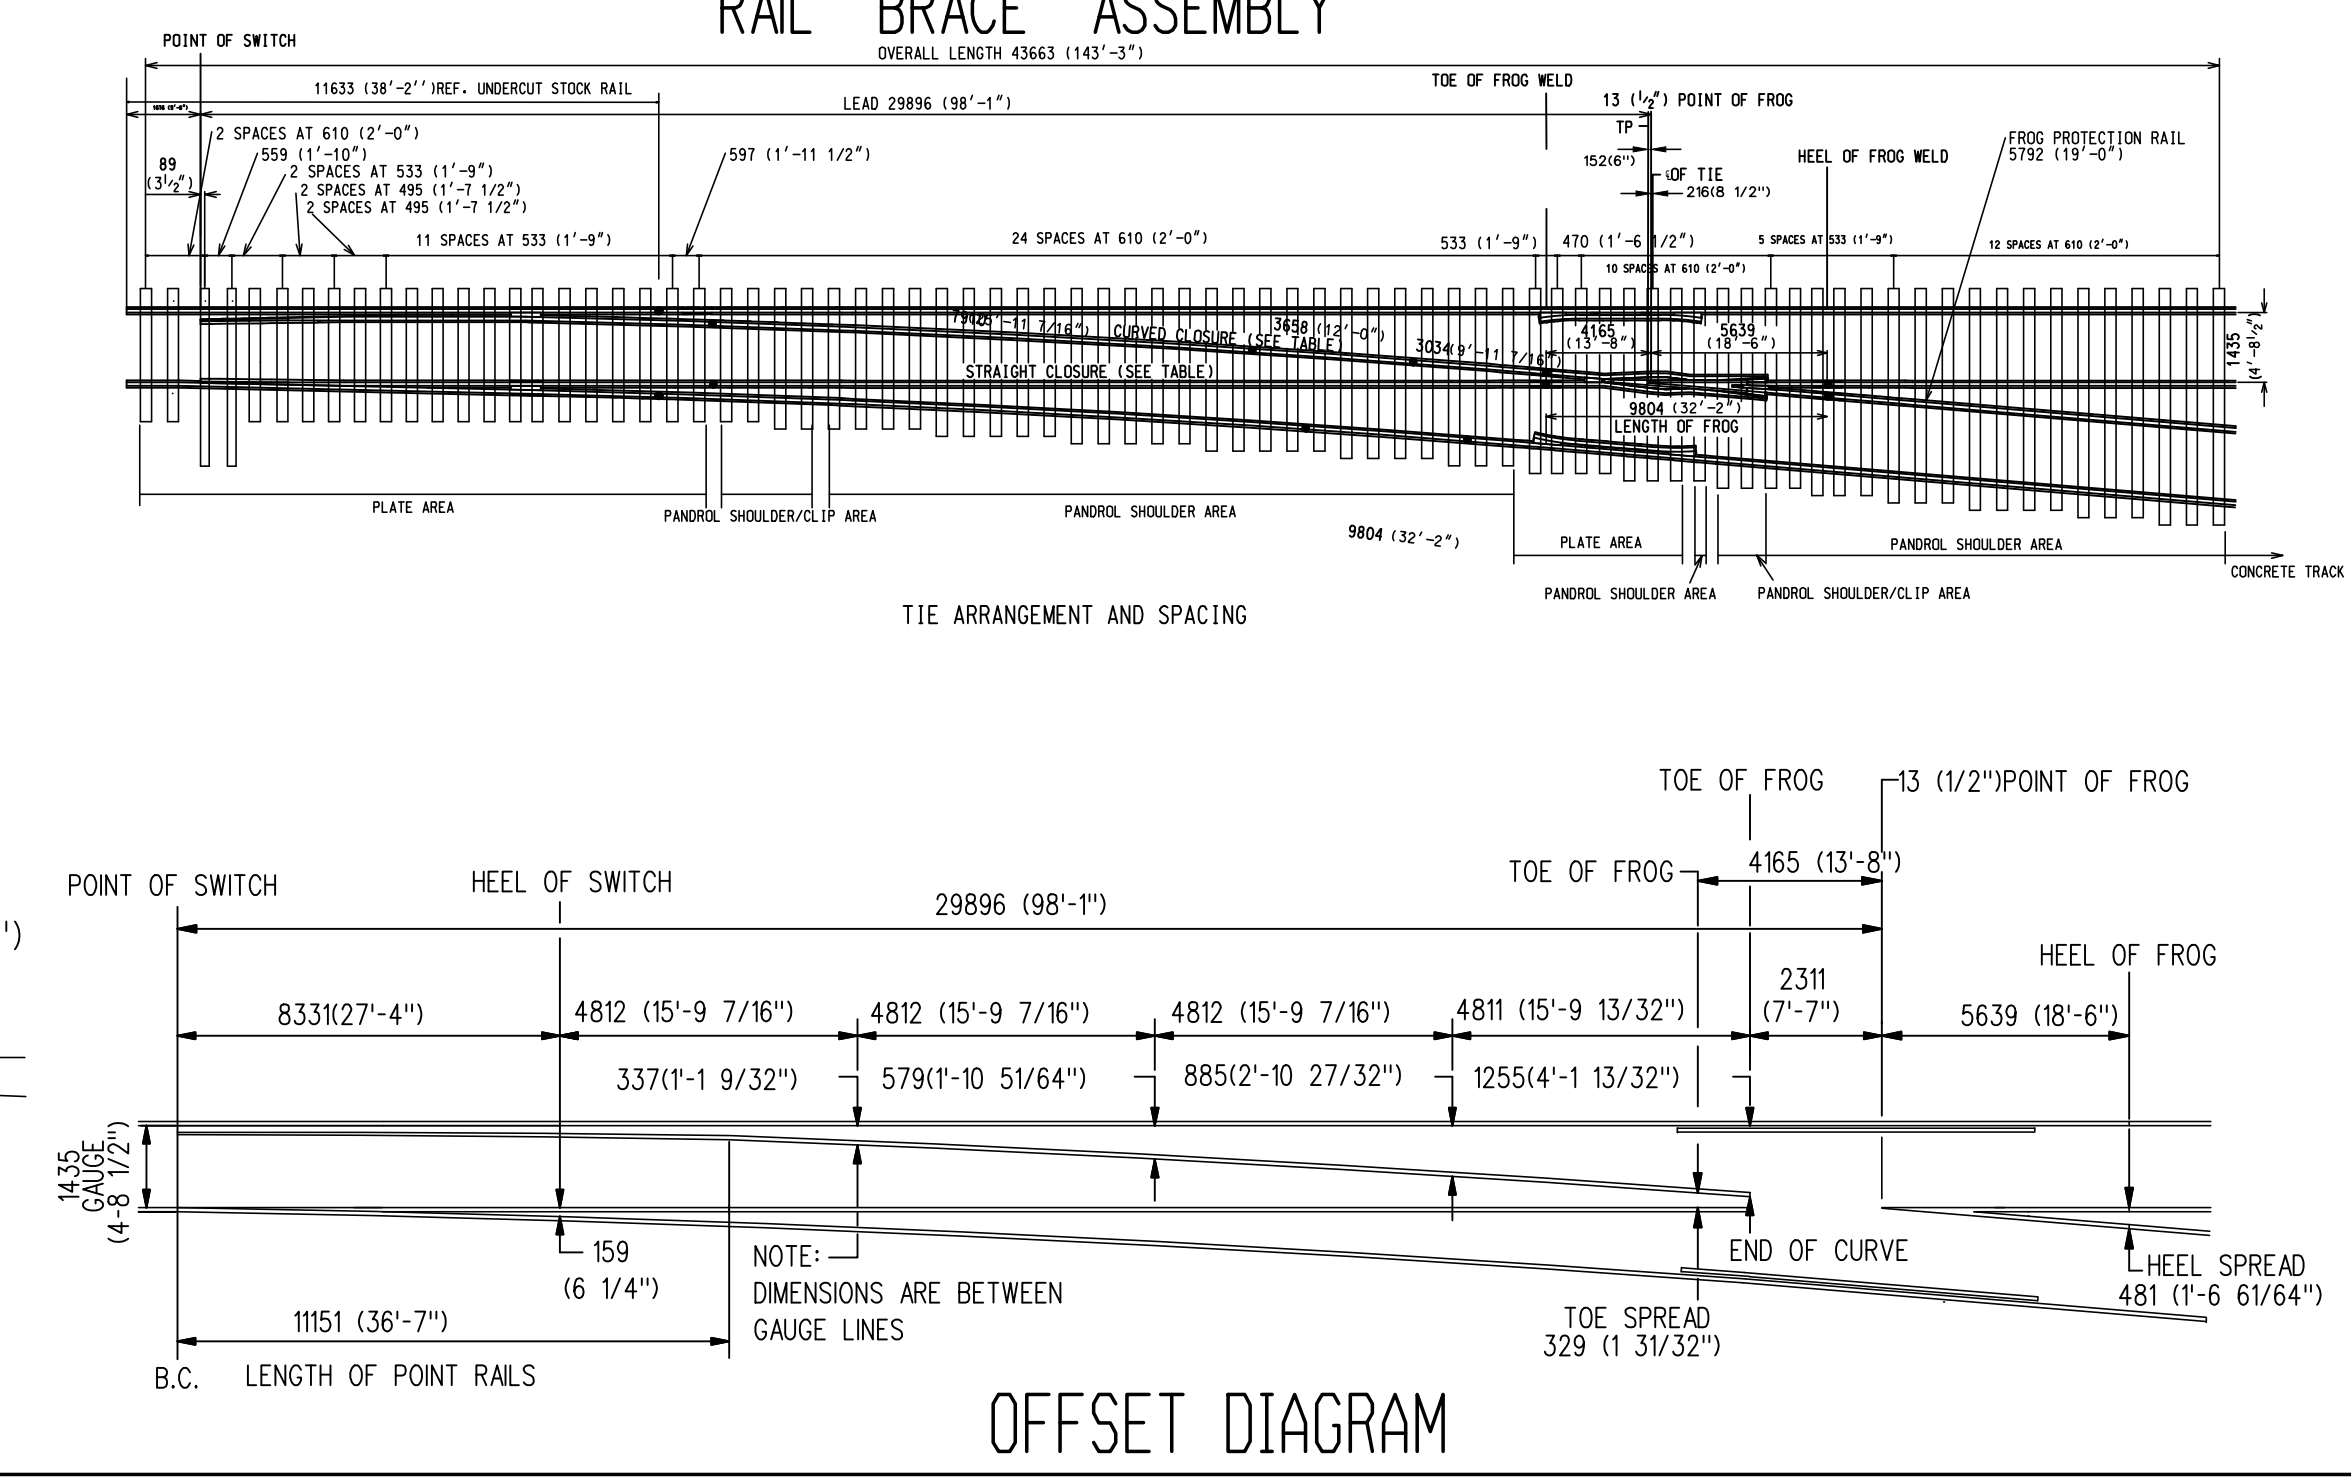 RAIL BRACE ASSEMBLY
POINT OF SWITCH
OVERALL LENGTH 43663 (143'-3")
TOE OF FROG WELD
11633 (38'-2'')REF. UNDERCUT STOCK RAIL
LEAD 29896 (98'-1")
13 (1/2") POINT OF FROG
TP
2 SPACES AT 610 (2'-0")
559 (1'-10")
2 SPACES AT 533 (1'-9")
2 SPACES AT 495 (1'-7 1/2")
2 SPACES AT 495 (1'-7 1/2")
89
(3 1/2")
597 (1'-11 1/2")
152(6")
HEEL OF FROG WELD
FROG PROTECTION RAIL
5792 (19'-0")
OF TIE
216(8 1/2")
11 SPACES AT 533 (1'-9")
24 SPACES AT 610 (2'-0")
533 (1'-9")
470 (1'-6 1/2")
5 SPACES AT 533 (1'-9")
12 SPACES AT 610 (2'-0")
10 SPACES AT 610 (2'-0")
CURVED CLOSURE (SEE TABLE)
3658 (12'-0")
3034(9'-11 7/16")
4165
(13'-8")
5639
(18'-6")
1435
(4'-8 1/2")
STRAIGHT CLOSURE (SEE TABLE)
9804 (32'-2")
LENGTH OF FROG
PLATE AREA
PANDROL SHOULDER/CLIP AREA
PANDROL SHOULDER AREA
9804 (32'-2")
PLATE AREA
PANDROL SHOULDER AREA
CONCRETE TRACK
PANDROL SHOULDER AREA
PANDROL SHOULDER/CLIP AREA
TIE ARRANGEMENT AND SPACING
TOE OF FROG
13 (1/2")POINT OF FROG
TOE OF FROG
4165 (13'-8")
POINT OF SWITCH
HEEL OF SWITCH
29896 (98'-1")
")
HEEL OF FROG
8331(27'-4")
4812 (15'-9 7/16")
4812 (15'-9 7/16")
4812 (15'-9 7/16")
4811 (15'-9 13/32")
2311
(7'-7")
5639 (18'-6")
337(1'-1 9/32")
579(1'-10 51/64")
885(2'-10 27/32")
1255(4'-1 13/32")
1435
GAUGE
(4-8 1/2")
159
(6 1/4")
NOTE:
DIMENSIONS ARE BETWEEN
GAUGE LINES
END OF CURVE
HEEL SPREAD
481 (1'-6 61/64")
TOE SPREAD
329 (1 31/32")
11151 (36'-7")
B.C.
LENGTH OF POINT RAILS
OFFSET DIAGRAM